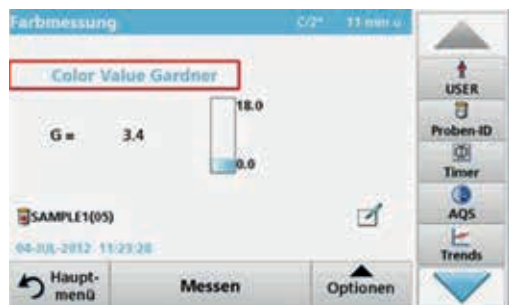 Farbmessung C/2° 11 mm
Color Value Gardner
18.0
G = 3.4
0.0
SAMPLE1(05)
04-JUL-2012 11:23:28
Haupt-
menü
Messen
Optionen
USER
Proben-ID
Timer
AQS
Trends